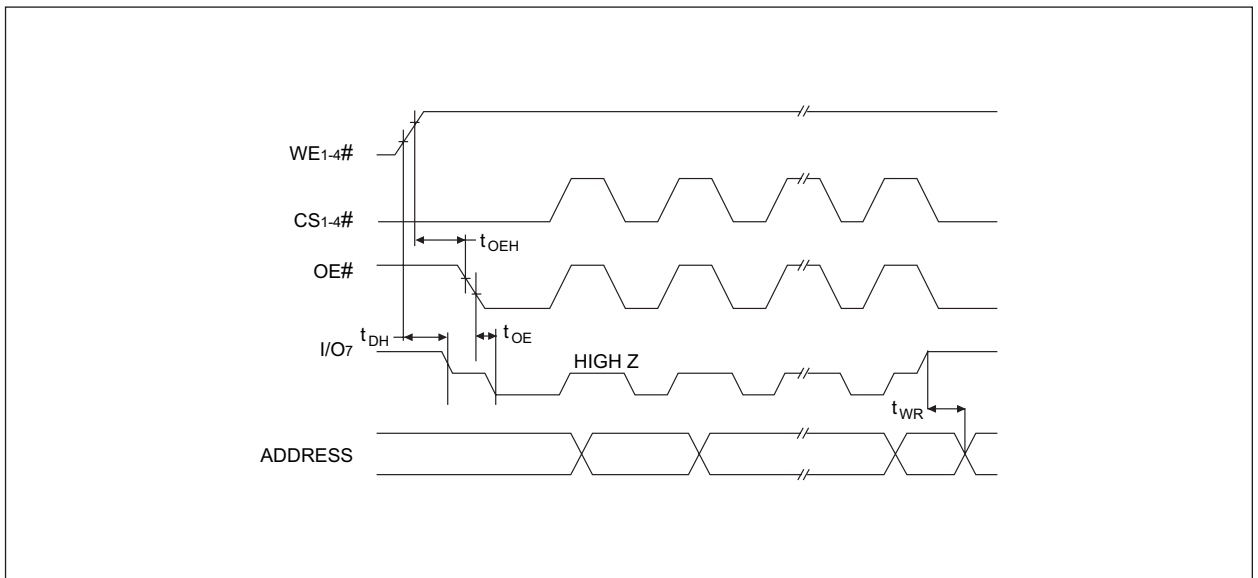 WE1-4#
CS1-4#
tOEH
OE#
tDH
tOE
I/O7
HIGH Z
tWR
ADDRESS